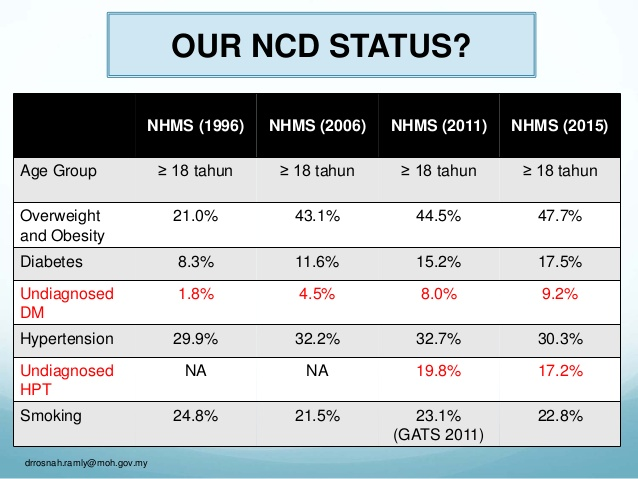 OUR NCD STATUS?
NHMS (1996) NHMS (2006) NHMS (2011) NHMS (2015)
Age Group ≥ 18 tahun ≥ 18 tahun ≥ 18 tahun ≥ 18 tahun
Overweight and Obesity 21.0% 43.1% 44.5% 47.7%
Diabetes 8.3% 11.6% 15.2% 17.5%
Undiagnosed DM 1.8% 4.5% 8.0% 9.2%
Hypertension 29.9% 32.2% 32.7% 30.3%
Undiagnosed HPT NA NA 19.8% 17.2%
Smoking 24.8% 21.5% 23.1% (GATS 2011) 22.8%
drrosnah.ramly@moh.gov.my